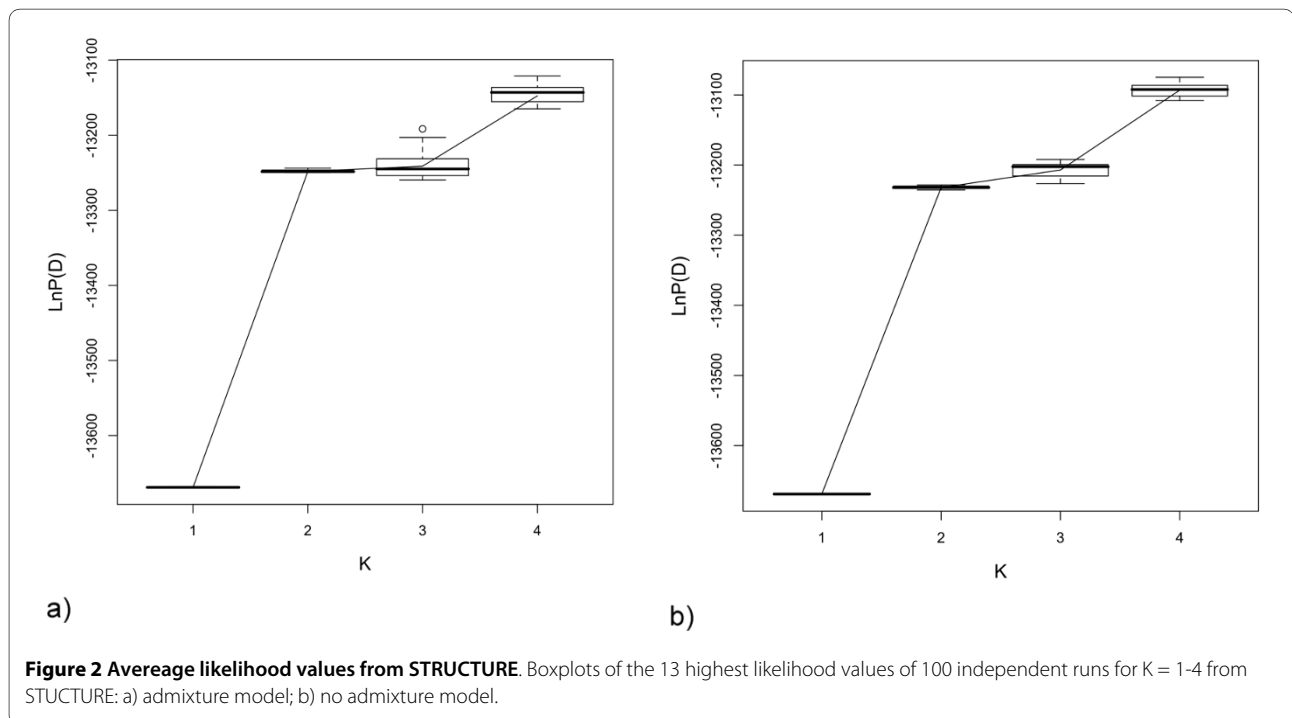 -13100
-13200
-13300
-13400
-13500
-13600
LnP(D)
1 2 3 4
K
a)
-13100
-13200
-13300
-13400
-13500
-13600
LnP(D)
1 2 3 4
K
b)
Figure 2 Avereage likelihood values from STRUCTURE. Boxplots of the 13 highest likelihood values of 100 independent runs for K = 1-4 from
STUCTURE: a) admixture model; b) no admixture model.